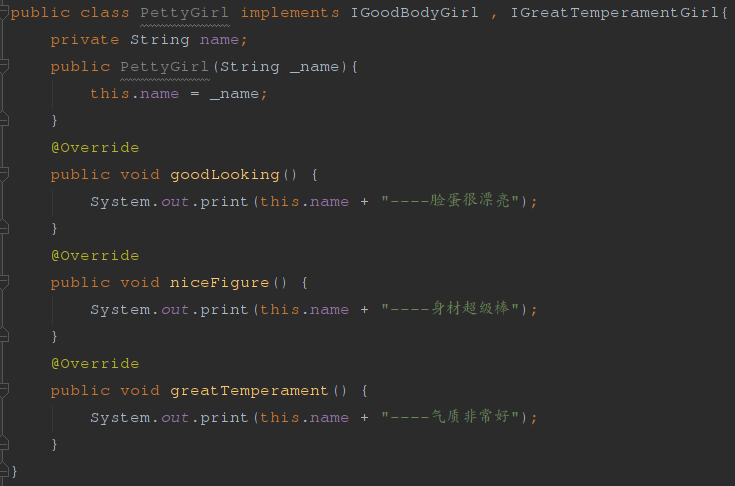 public class PettyGirl implements IGoodBodyGirl , IGreatTemperamentGirl{
private String name;
public PettyGirl(String _name){
this.name = _name;
}
@Override
public void goodLooking() {
System.out.print(this.name + "----脸蛋很漂亮");
}
@Override
public void niceFigure() {
System.out.print(this.name + "----身材超级棒");
}
@Override
public void greatTemperament() {
System.out.print(this.name + "----气质非常好");
}
}